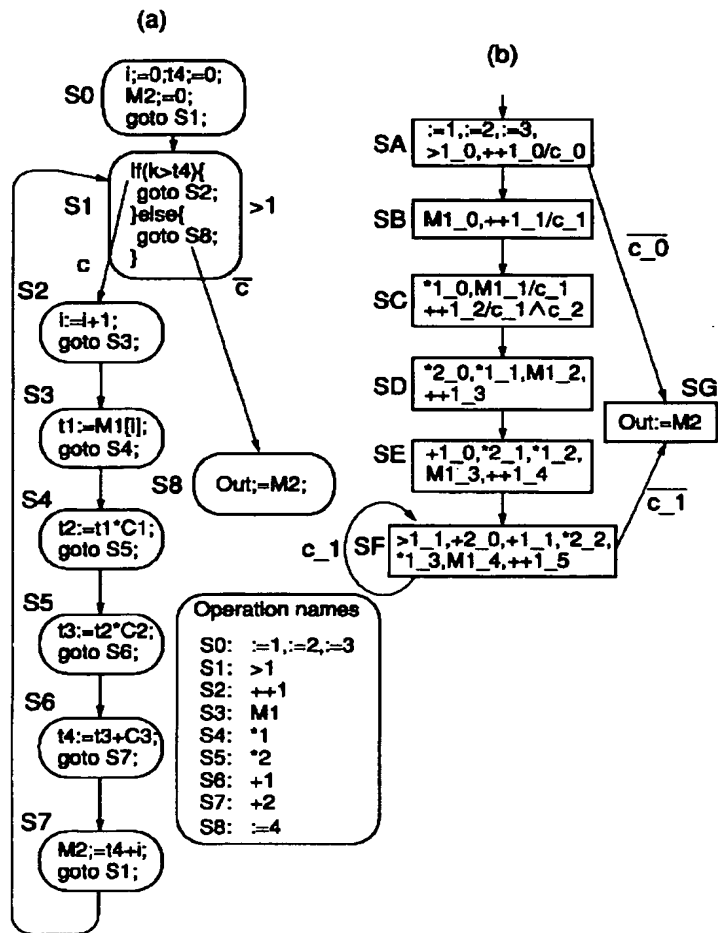 (a)
S0
i;=0;t4;=0;
M2;=0;
goto S1;
S1
If(k>t4){
goto S2;
}else{
goto S8;
}
>1
c
c̅
S2
i:=i+1;
goto S3;
S3
t1:=M1[i];
goto S4;
S4
t2:=t1*C1;
goto S5;
S5
t3:=t2*C2;
goto S6;
S6
t4:=t3+C3;
goto S7;
S7
M2;=t4+i;
goto S1;
S8
Out;=M2;
Operation names
S0: :=1,:=2,:=3
S1: >1
S2: ++1
S3: M1
S4: *1
S5: *2
S6: +1
S7: +2
S8: :=4
(b)
SA
:=1,:=2,:=3,
>1_0,++1_0/c_0
SB
M1_0,++1_1/c_1
c_0̅
SC
*1_0,M1_1/c_1
++1_2/c_1∧c_2
SD
*2_0,*1_1,M1_2,
++1_3
SG
Out:=M2
SE
+1_0,*2_1,*1_2,
M1_3,++1_4
c_1̅
c_1
SF
>1_1,+2_0,+1_1,*2_2,
*1_3,M1_4,++1_5